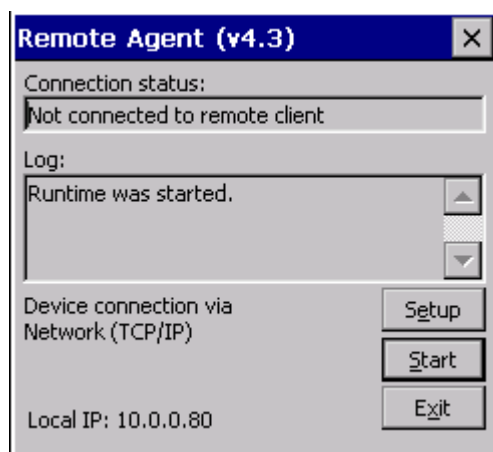 Remote Agent (v4.3)
Connection status:
Not connected to remote client
Log:
Runtime was started.
Device connection via
Network (TCP/IP)
Setup
Start
Local IP: 10.0.0.80
Exit